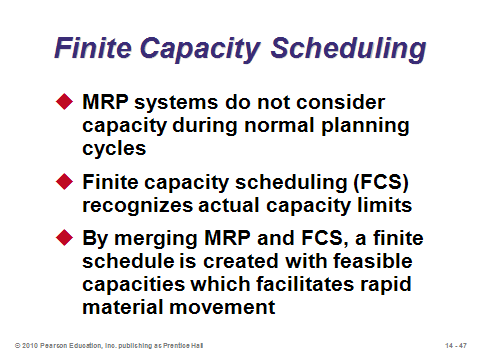 Finite Capacity Scheduling
MRP systems do not consider
capacity during normal planning
cycles
Finite capacity scheduling (FCS)
recognizes actual capacity limits
By merging MRP and FCS, a finite
schedule is created with feasible
capacities which facilitates rapid
material movement
© 2010 Pearson Education, Inc. publishing as Prentice Hall
14 - 47